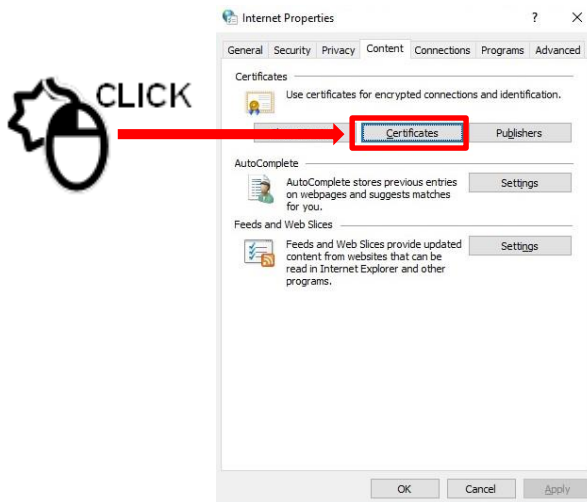 Internet Properties
? X
General Security Privacy Content Connections Programs Advanced
CLICK
Certificates
Use certificates for encrypted connections and identification.
Certificates
Publishers
AutoComplete
AutoComplete stores previous entries
on webpages and suggests matches
for you.
Settings
Feeds and Web Slices
Feeds and Web Slices provide updated
content from websites that can be
read in Internet Explorer and other
programs.
Settings
OK Cancel Apply